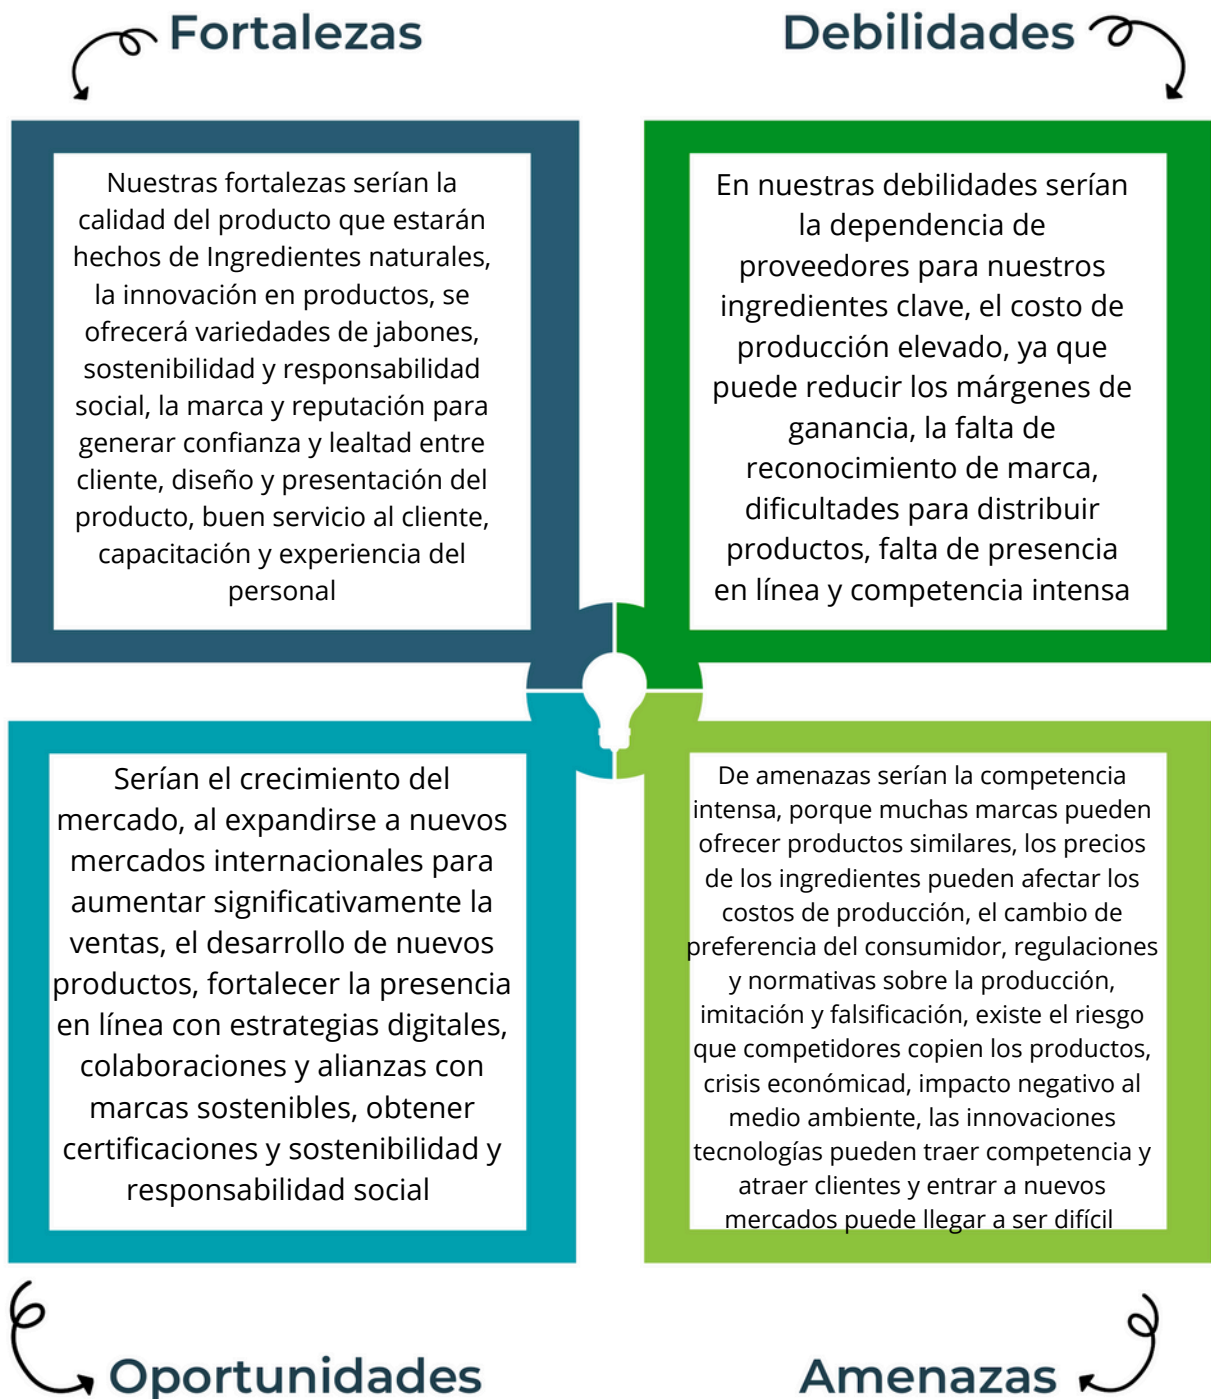 Fortalezas
Nuestras fortalezas serían la
calidad del producto que estarán
hechos de Ingredientes naturales,
la innovación en productos, se
ofrecerá variedades de jabones,
sostenibilidad y responsabilidad
social, la marca y reputación para
generar confianza y lealtad entre
cliente, diseño y presentación del
producto, buen servicio al cliente,
capacitación y experiencia del
personal
Debilidades
En nuestras debilidades serían
la dependencia de
proveedores para nuestros
ingredientes clave, el costo de
producción elevado, ya que
puede reducir los márgenes de
ganancia, la falta de
reconocimiento de marca,
dificultades para distribuir
productos, falta de presencia
en línea y competencia intensa
Serían el crecimiento del
mercado, al expandirse a nuevos
mercados internacionales para
aumentar significativamente la
ventas, el desarrollo de nuevos
productos, fortalecer la presencia
en línea con estrategias digitales,
colaboraciones y alianzas con
marcas sostenibles, obtener
certificaciones y sostenibilidad y
responsabilidad social
Oportunidades
De amenazas serían la competencia
intensa, porque muchas marcas pueden
ofrecer productos similares, los precios
de los ingredientes pueden afectar los
costos de producción, el cambio de
preferencia del consumidor, regulaciones
y normativas sobre la producción,
imitación y falsificación, existe el riesgo
que competidores copien los productos,
crisis económicad, impacto negativo al
medio ambiente, las innovaciones
tecnologías pueden traer competencia y
atraer clientes y entrar a nuevos
mercados puede llegar a ser difícil
Amenazas